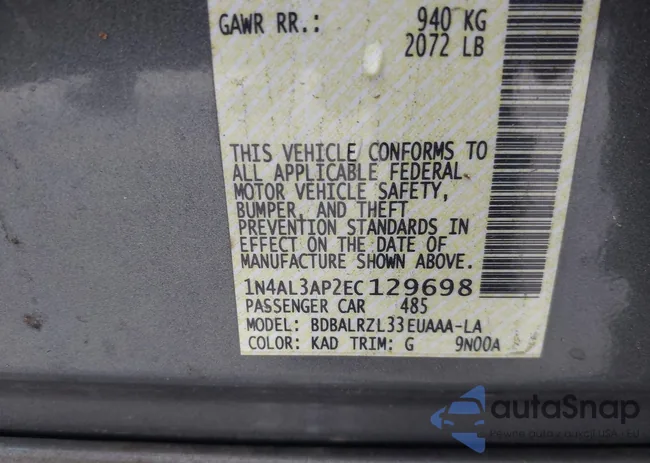 GAWR RR.: 940 KG
2072 LB
THIS VEHICLE CONFORMS TO
ALL APPLICABLE FEDERAL
MOTOR VEHICLE SAFETY,
BUMPER, AND THEFT
PREVENTION STANDARDS IN
EFFECT ON THE DATE OF
MANUFACTURE SHOWN ABOVE.
1N4AL3AP2EC129698
PASSENGER CAR 485
MODEL: BDBALRZL33EUAAA-LA
COLOR: KAD TRIM: G 9N00A
autaSnap